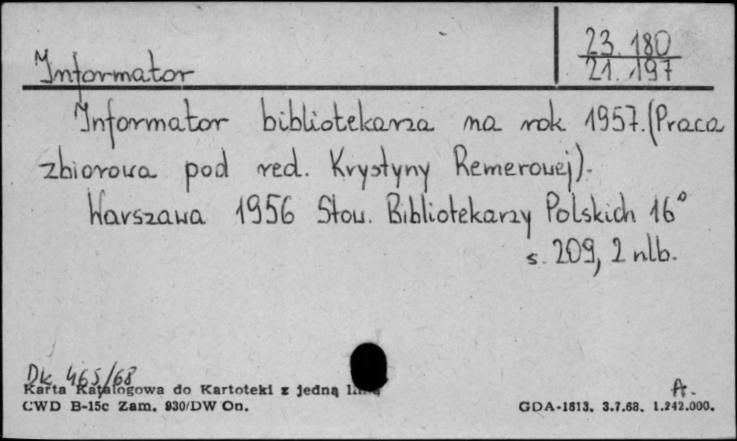 23.180
Informator
21.197
Informator bibliotekarza na rok 1957. (Praca
zbiorowa pod red. Krystyny Remerowej).
Warszawa 1956 Stow. Bibliotekarzy Polskich 16°
s. 209, 2 nlb.
Dk 465/68
Karta Katalogowa do Kartoteki z jedną
A.
CWD B-15c Zam. 930/DW On.
GDA-1613. 3.7.68. 1.242.000.